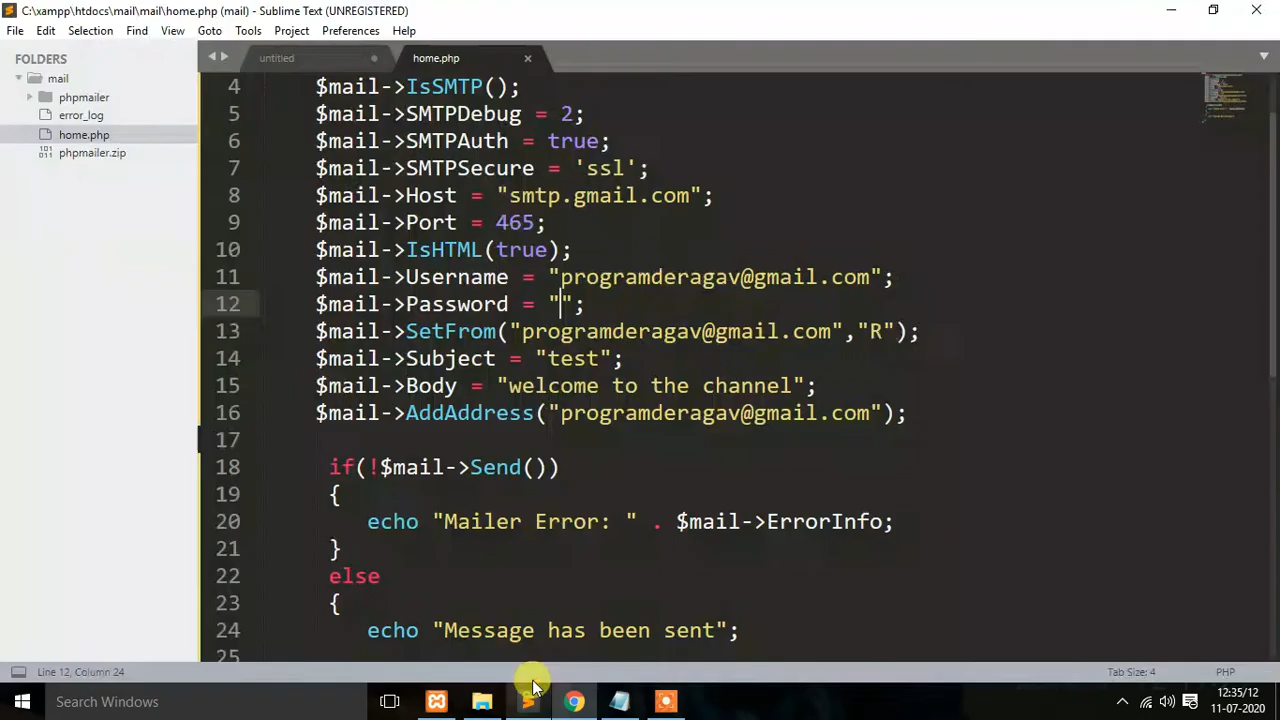 C:\xampp\htdocs\mail\mail\home.php (mail) - Sublime Text (UNREGISTERED)
File Edit Selection Find View Goto Tools Project Preferences Help
FOLDERS
mail
phpmailer
error_log
home.php
phpmailer.zip
untitled home.php
4 $mail->IsSMTP();
5 $mail->SMTPDebug = 2;
6 $mail->SMTPAuth = true;
7 $mail->SMTPSecure = 'ssl';
8 $mail->Host = "smtp.gmail.com";
9 $mail->Port = 465;
10 $mail->IsHTML(true);
11 $mail->Username = "programderagav@gmail.com";
12 $mail->Password = "";
13 $mail->SetFrom("programderagav@gmail.com","R");
14 $mail->Subject = "test";
15 $mail->Body = "welcome to the channel";
16 $mail->AddAddress("programderagav@gmail.com");
17
18 if(!$mail->Send())
19 {
20 echo "Mailer Error: " . $mail->ErrorInfo;
21 }
22 else
23 {
24 echo "Message has been sent";
25
Line 12, Column 24 Tab Size: 4 PHP
Search Windows
12:35/12
11-07-2020